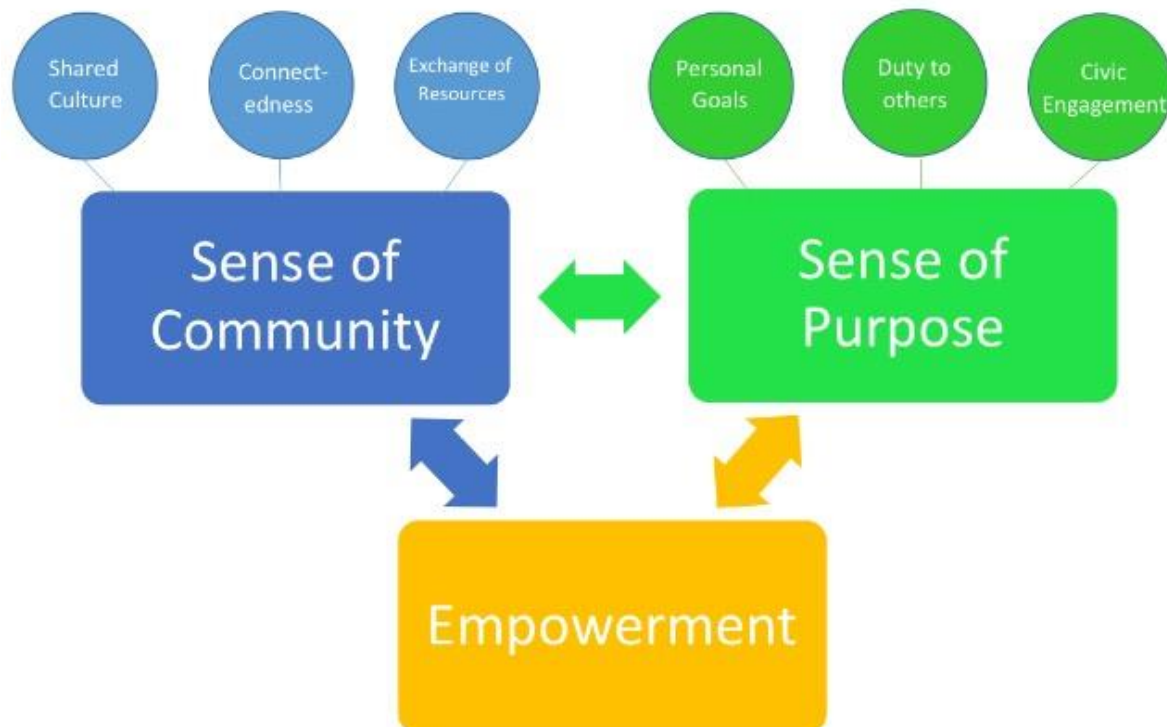 Shared
Culture
Connect-
edness
Exchange of
Resources
Personal
Goals
Duty to
others
Civic
Engagement
Sense of
Community
Sense of
Purpose
Empowerment